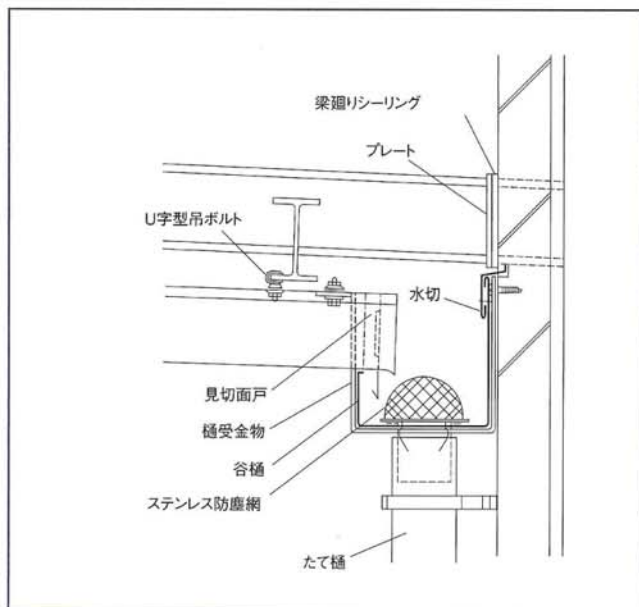 梁廻りシーリング
プレート
U字型吊ボルト
水切
見切面戸
樋受金物
谷樋
ステンレス防塵網
たて樋